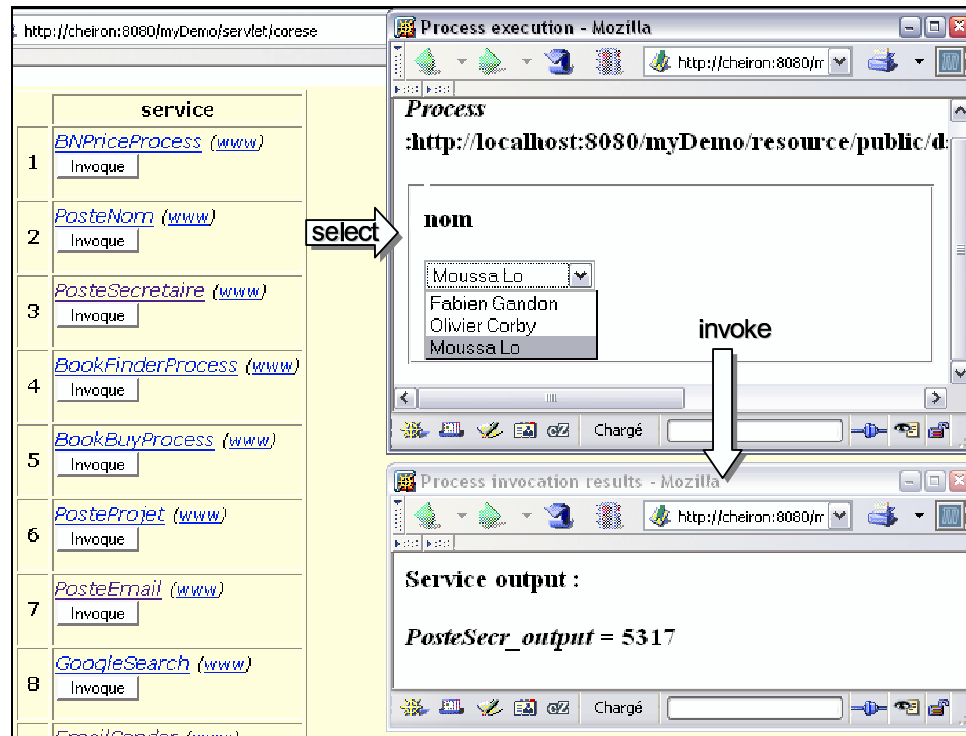 http://cheiron:8080/myDemo/servlet/corese
service
1
BNPriceProcess (www)
Invoque
2
PosteNom (www)
Invoque
3
PosteSecretaire (www)
Invoque
4
BookFinderProcess (www)
Invoque
5
BookBuyProcess (www)
Invoque
6
PosteProjet (www)
Invoque
7
PosteEmail (www)
Invoque
8
GoogleSearch (www)
Invoque
select
Process execution - Mozilla
http://cheiron:8080/m
Process
:http://localhost:8080/myDemo/resource/public/d
nom
Moussa Lo
Fabien Gandon
Olivier Corby
Moussa Lo
invoke
Chargé
Process invocation results - Mozilla
http://cheiron:8080/m
Service output :
PosteSecr_output = 5317
Chargé